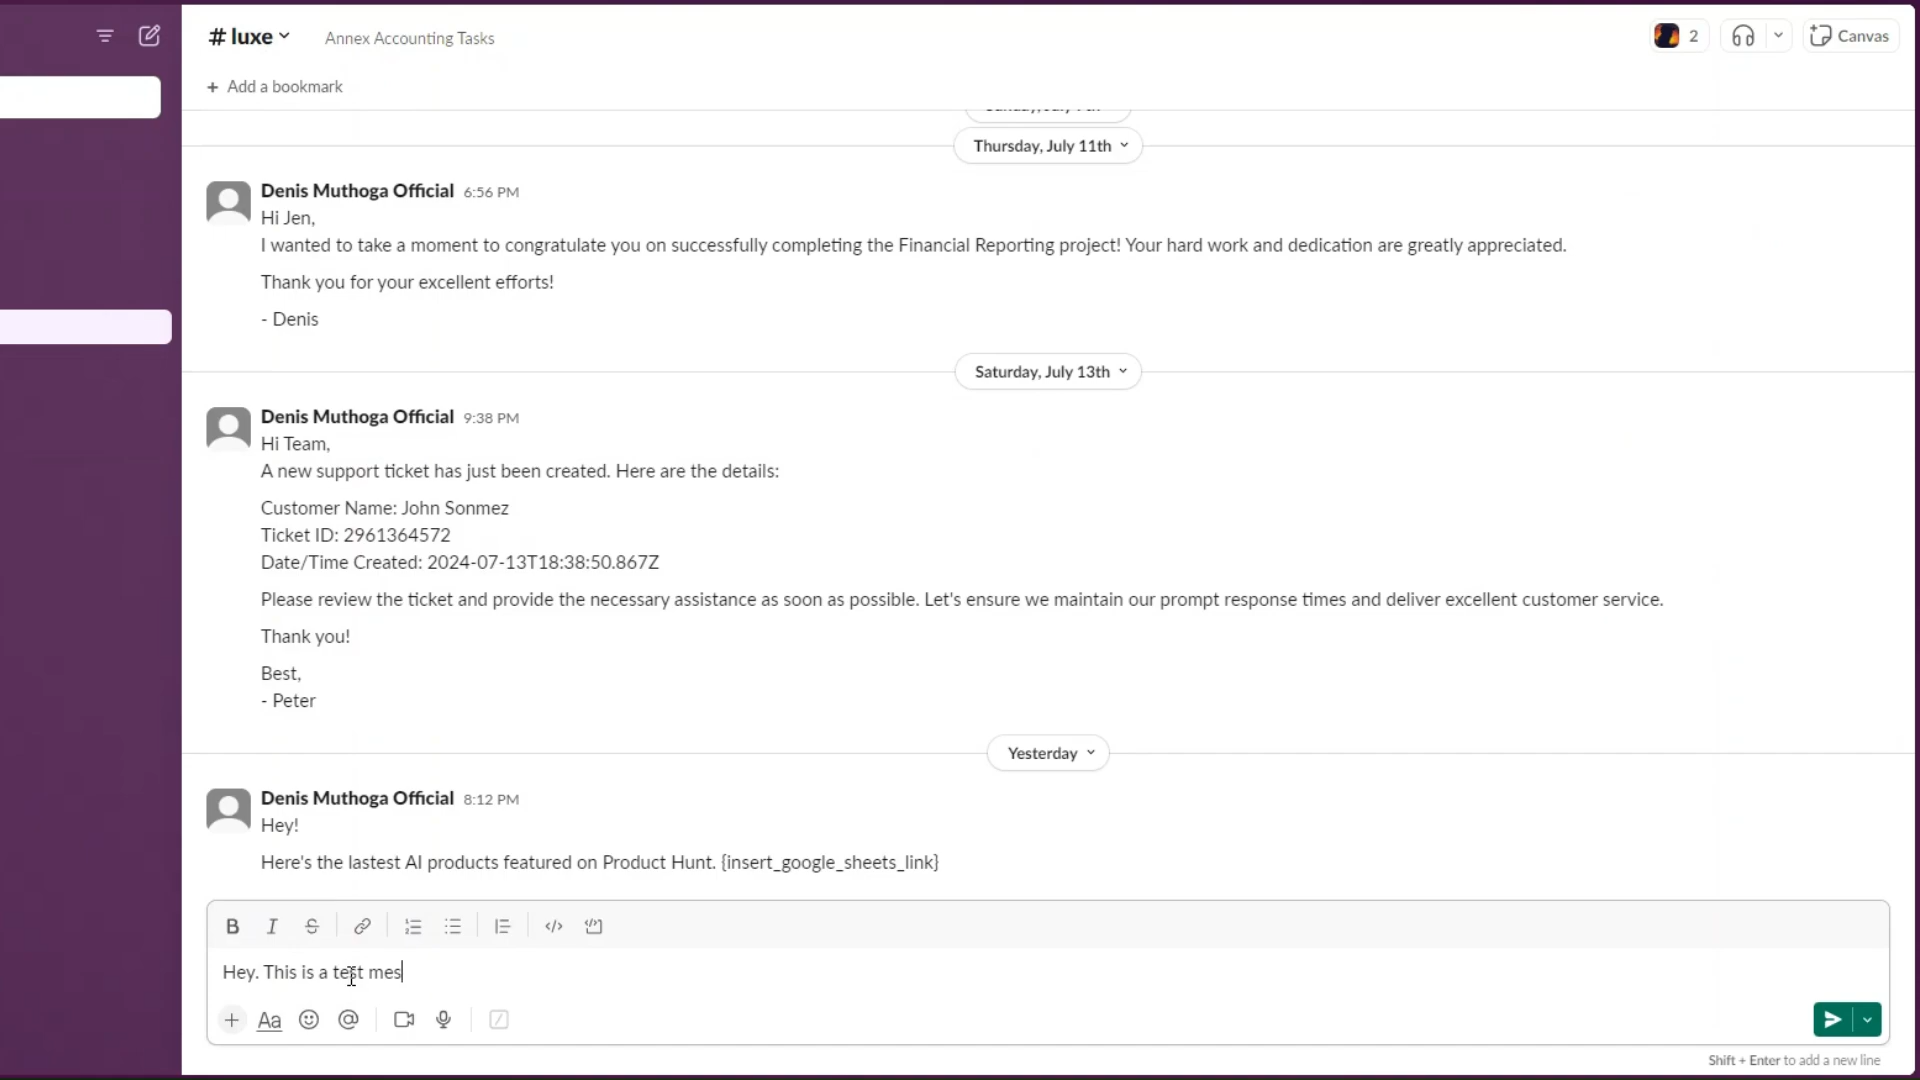 # luxe
Annex Accounting Tasks
2
Canvas
+ Add a bookmark
Thursday, July 11th
Denis Muthoga Official 6:56 PM
Hi Jen,
I wanted to take a moment to congratulate you on successfully completing the Financial Reporting project! Your hard work and dedication are greatly appreciated.
Thank you for your excellent efforts!
- Denis
Saturday, July 13th
Denis Muthoga Official 9:38 PM
Hi Team,
A new support ticket has just been created. Here are the details:
Customer Name: John Sonmez
Ticket ID: 2961364572
Date/Time Created: 2024-07-13T18:38:50.867Z
Please review the ticket and provide the necessary assistance as soon as possible. Let's ensure we maintain our prompt response times and deliver excellent customer service.
Thank you!
Best,
- Peter
Yesterday
Denis Muthoga Official 8:12 PM
Hey!
Here's the lastest AI products featured on Product Hunt. {insert_google_sheets_link}
B I S
Hey. This is a test mes
Aa
Shift + Enter to add a new line